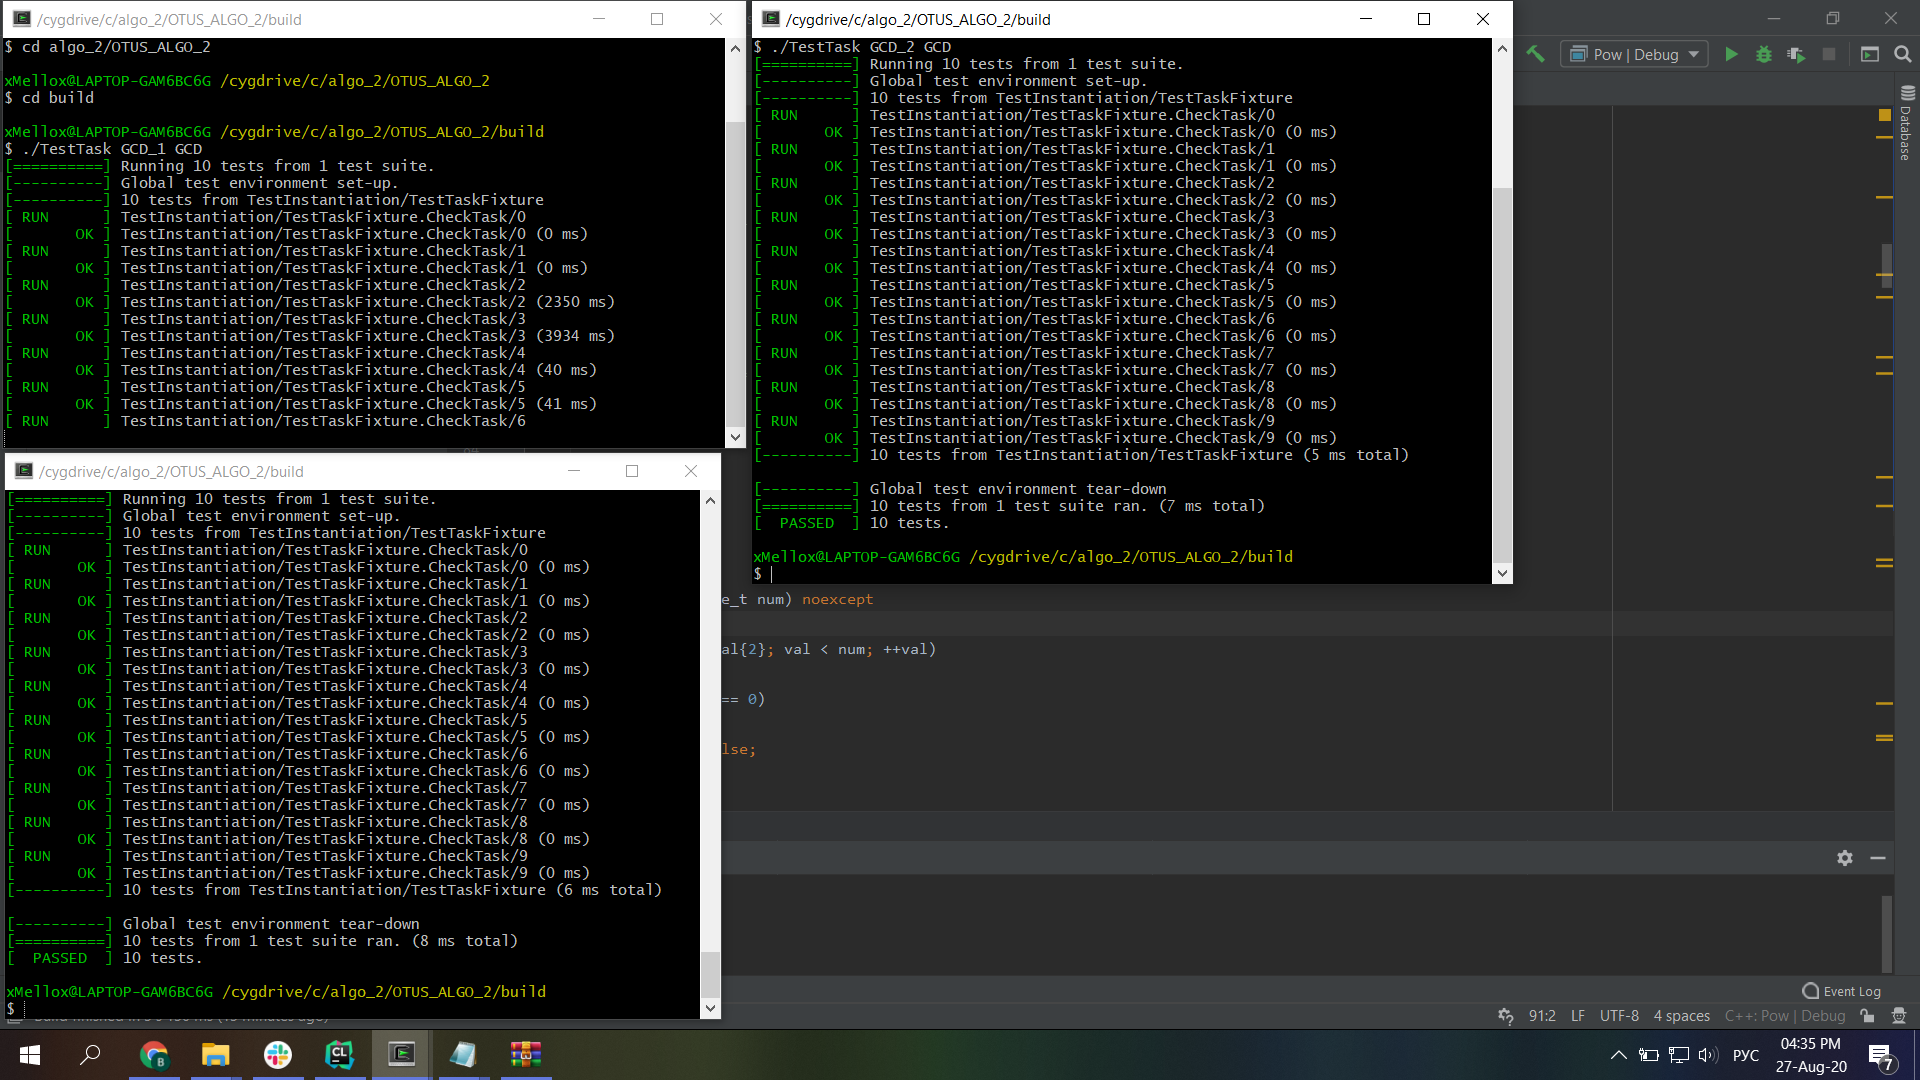 /cygdrive/c/algo_2/OTUS_ALGO_2/build
$ cd algo_2/OTUS_ALGO_2
xMellox@LAPTOP-GAM6BC6G /cygdrive/c/algo_2/OTUS_ALGO_2
$ cd build
xMellox@LAPTOP-GAM6BC6G /cygdrive/c/algo_2/OTUS_ALGO_2/build
$ ./TestTask GCD_1 GCD
[==========] Running 10 tests from 1 test suite.
[----------] Global test environment set-up.
[----------] 10 tests from TestInstantiation/TestTaskFixture
[ RUN      ] TestInstantiation/TestTaskFixture.CheckTask/0
[       OK ] TestInstantiation/TestTaskFixture.CheckTask/0 (0 ms)
[ RUN      ] TestInstantiation/TestTaskFixture.CheckTask/1
[       OK ] TestInstantiation/TestTaskFixture.CheckTask/1 (0 ms)
[ RUN      ] TestInstantiation/TestTaskFixture.CheckTask/2
[       OK ] TestInstantiation/TestTaskFixture.CheckTask/2 (2350 ms)
[ RUN      ] TestInstantiation/TestTaskFixture.CheckTask/3
[       OK ] TestInstantiation/TestTaskFixture.CheckTask/3 (3934 ms)
[ RUN      ] TestInstantiation/TestTaskFixture.CheckTask/4
[       OK ] TestInstantiation/TestTaskFixture.CheckTask/4 (40 ms)
[ RUN      ] TestInstantiation/TestTaskFixture.CheckTask/5
[       OK ] TestInstantiation/TestTaskFixture.CheckTask/5 (41 ms)
[ RUN      ] TestInstantiation/TestTaskFixture.CheckTask/6
/cygdrive/c/algo_2/OTUS_ALGO_2/build
$ ./TestTask GCD_2 GCD
[==========] Running 10 tests from 1 test suite.
[----------] Global test environment set-up.
[----------] 10 tests from TestInstantiation/TestTaskFixture
[ RUN      ] TestInstantiation/TestTaskFixture.CheckTask/0
[       OK ] TestInstantiation/TestTaskFixture.CheckTask/0 (0 ms)
[ RUN      ] TestInstantiation/TestTaskFixture.CheckTask/1
[       OK ] TestInstantiation/TestTaskFixture.CheckTask/1 (0 ms)
[ RUN      ] TestInstantiation/TestTaskFixture.CheckTask/2
[       OK ] TestInstantiation/TestTaskFixture.CheckTask/2 (0 ms)
[ RUN      ] TestInstantiation/TestTaskFixture.CheckTask/3
[       OK ] TestInstantiation/TestTaskFixture.CheckTask/3 (0 ms)
[ RUN      ] TestInstantiation/TestTaskFixture.CheckTask/4
[       OK ] TestInstantiation/TestTaskFixture.CheckTask/4 (0 ms)
[ RUN      ] TestInstantiation/TestTaskFixture.CheckTask/5
[       OK ] TestInstantiation/TestTaskFixture.CheckTask/5 (0 ms)
[ RUN      ] TestInstantiation/TestTaskFixture.CheckTask/6
[       OK ] TestInstantiation/TestTaskFixture.CheckTask/6 (0 ms)
[ RUN      ] TestInstantiation/TestTaskFixture.CheckTask/7
[       OK ] TestInstantiation/TestTaskFixture.CheckTask/7 (0 ms)
[ RUN      ] TestInstantiation/TestTaskFixture.CheckTask/8
[       OK ] TestInstantiation/TestTaskFixture.CheckTask/8 (0 ms)
[ RUN      ] TestInstantiation/TestTaskFixture.CheckTask/9
[       OK ] TestInstantiation/TestTaskFixture.CheckTask/9 (0 ms)
[----------] 10 tests from TestInstantiation/TestTaskFixture (5 ms total)
[----------] Global test environment tear-down
[==========] 10 tests from 1 test suite ran. (7 ms total)
[  PASSED  ] 10 tests.
xMellox@LAPTOP-GAM6BC6G /cygdrive/c/algo_2/OTUS_ALGO_2/build
$
Pow | Debug
Database
/cygdrive/c/algo_2/OTUS_ALGO_2/build
[==========] Running 10 tests from 1 test suite.
[----------] Global test environment set-up.
[----------] 10 tests from TestInstantiation/TestTaskFixture
[ RUN      ] TestInstantiation/TestTaskFixture.CheckTask/0
[       OK ] TestInstantiation/TestTaskFixture.CheckTask/0 (0 ms)
[ RUN      ] TestInstantiation/TestTaskFixture.CheckTask/1
[       OK ] TestInstantiation/TestTaskFixture.CheckTask/1 (0 ms)
[ RUN      ] TestInstantiation/TestTaskFixture.CheckTask/2
[       OK ] TestInstantiation/TestTaskFixture.CheckTask/2 (0 ms)
[ RUN      ] TestInstantiation/TestTaskFixture.CheckTask/3
[       OK ] TestInstantiation/TestTaskFixture.CheckTask/3 (0 ms)
[ RUN      ] TestInstantiation/TestTaskFixture.CheckTask/4
[       OK ] TestInstantiation/TestTaskFixture.CheckTask/4 (0 ms)
[ RUN      ] TestInstantiation/TestTaskFixture.CheckTask/5
[       OK ] TestInstantiation/TestTaskFixture.CheckTask/5 (0 ms)
[ RUN      ] TestInstantiation/TestTaskFixture.CheckTask/6
[       OK ] TestInstantiation/TestTaskFixture.CheckTask/6 (0 ms)
[ RUN      ] TestInstantiation/TestTaskFixture.CheckTask/7
[       OK ] TestInstantiation/TestTaskFixture.CheckTask/7 (0 ms)
[ RUN      ] TestInstantiation/TestTaskFixture.CheckTask/8
[       OK ] TestInstantiation/TestTaskFixture.CheckTask/8 (0 ms)
[ RUN      ] TestInstantiation/TestTaskFixture.CheckTask/9
[       OK ] TestInstantiation/TestTaskFixture.CheckTask/9 (0 ms)
[----------] 10 tests from TestInstantiation/TestTaskFixture (6 ms total)
[----------] Global test environment tear-down
[==========] 10 tests from 1 test suite ran. (8 ms total)
[  PASSED  ] 10 tests.
xMellox@LAPTOP-GAM6BC6G /cygdrive/c/algo_2/OTUS_ALGO_2/build
$
e_t num) noexcept
al{2}; val < num; ++val)
== 0)
lse;
Event Log
91:2 LF UTF-8 4 spaces C++: Pow | Debug
РУС
04:35 PM
27-Aug-20
7